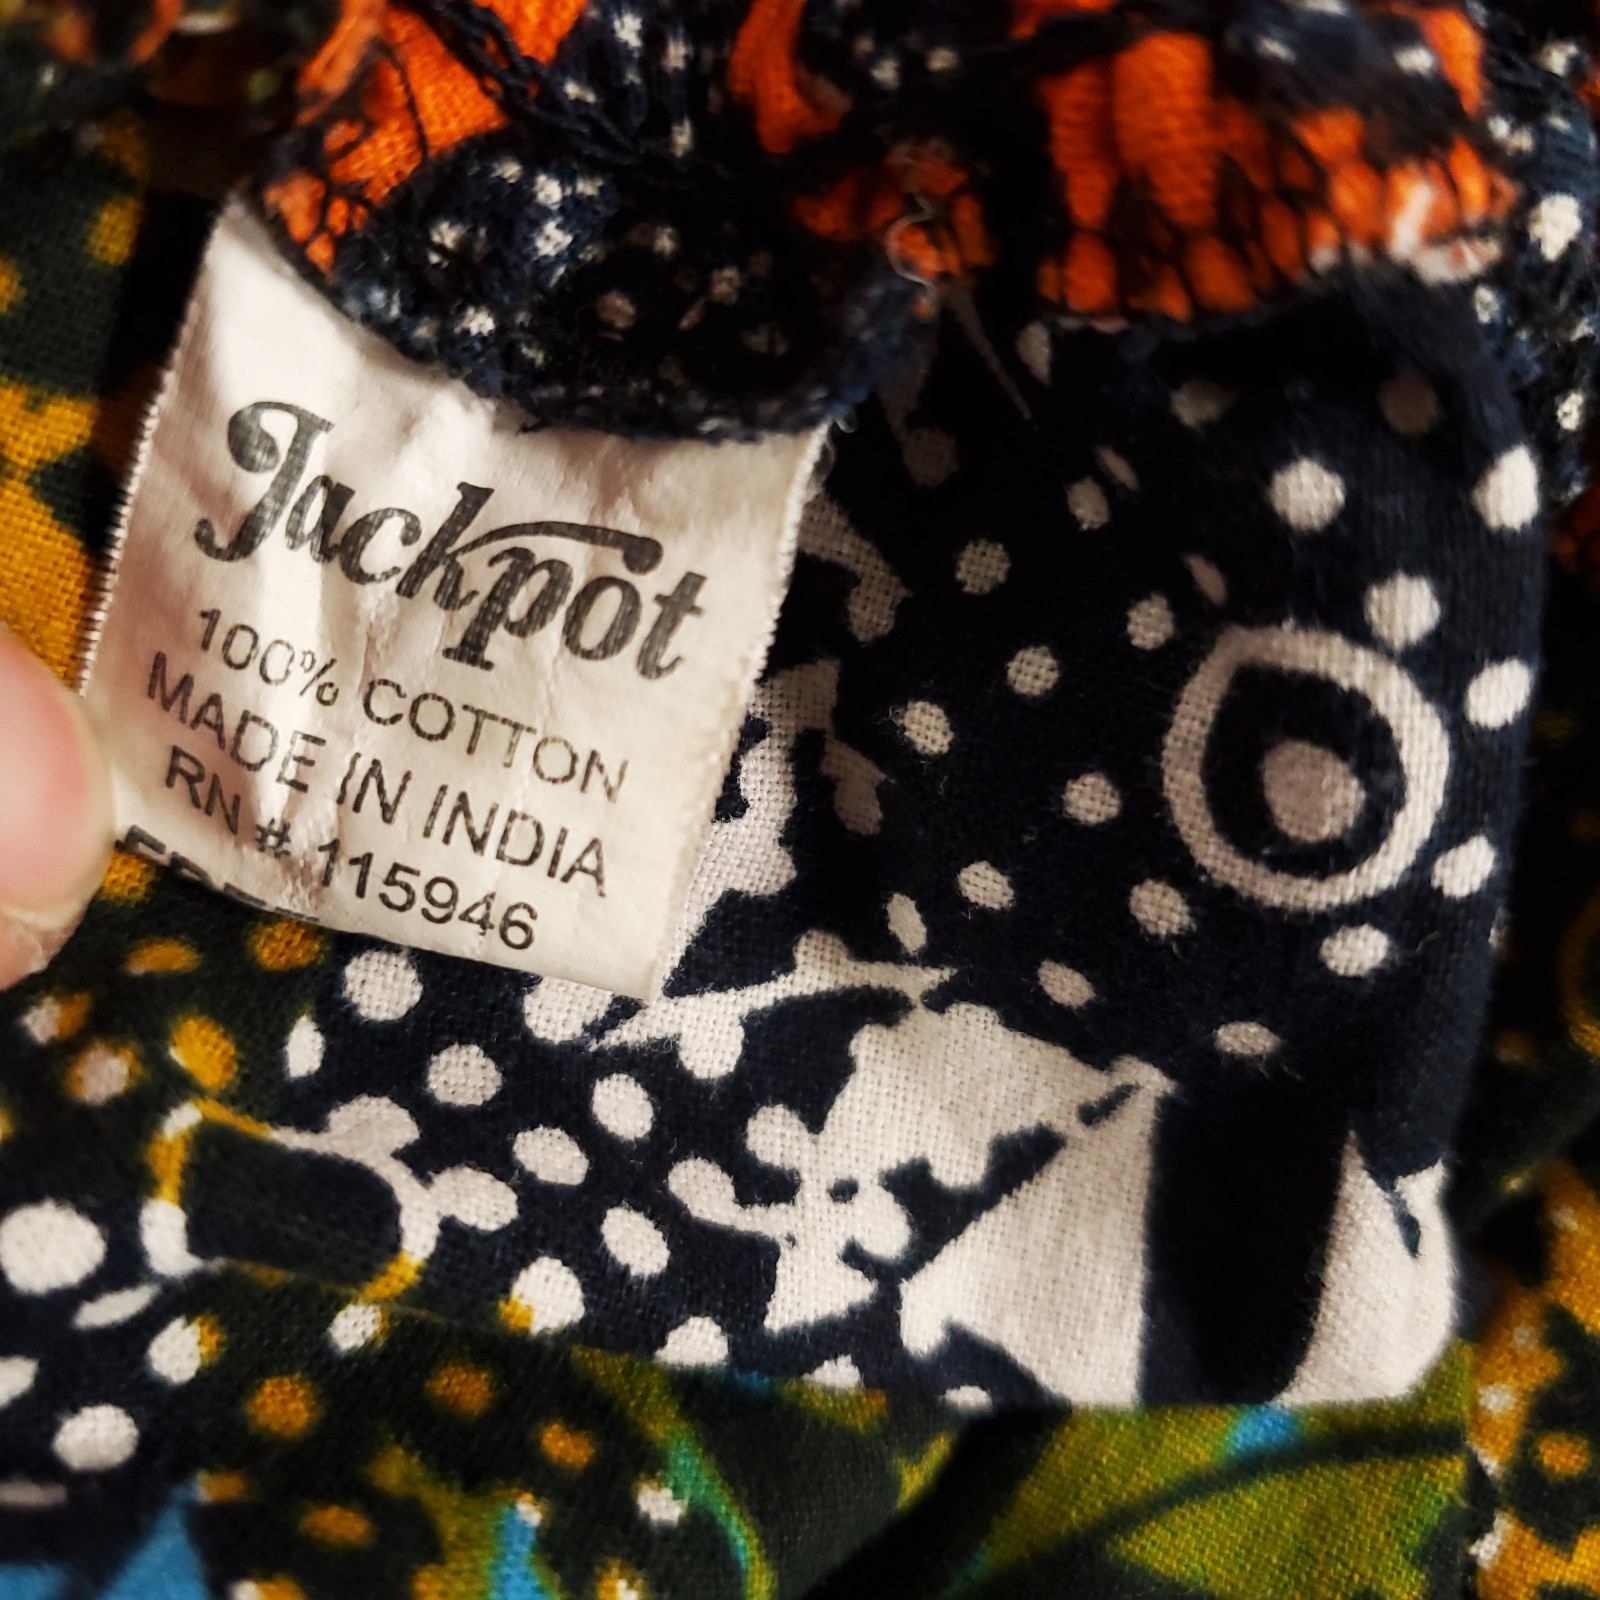 Jackpot
100% COTTON
MADE IN INDIA
RN # 115946